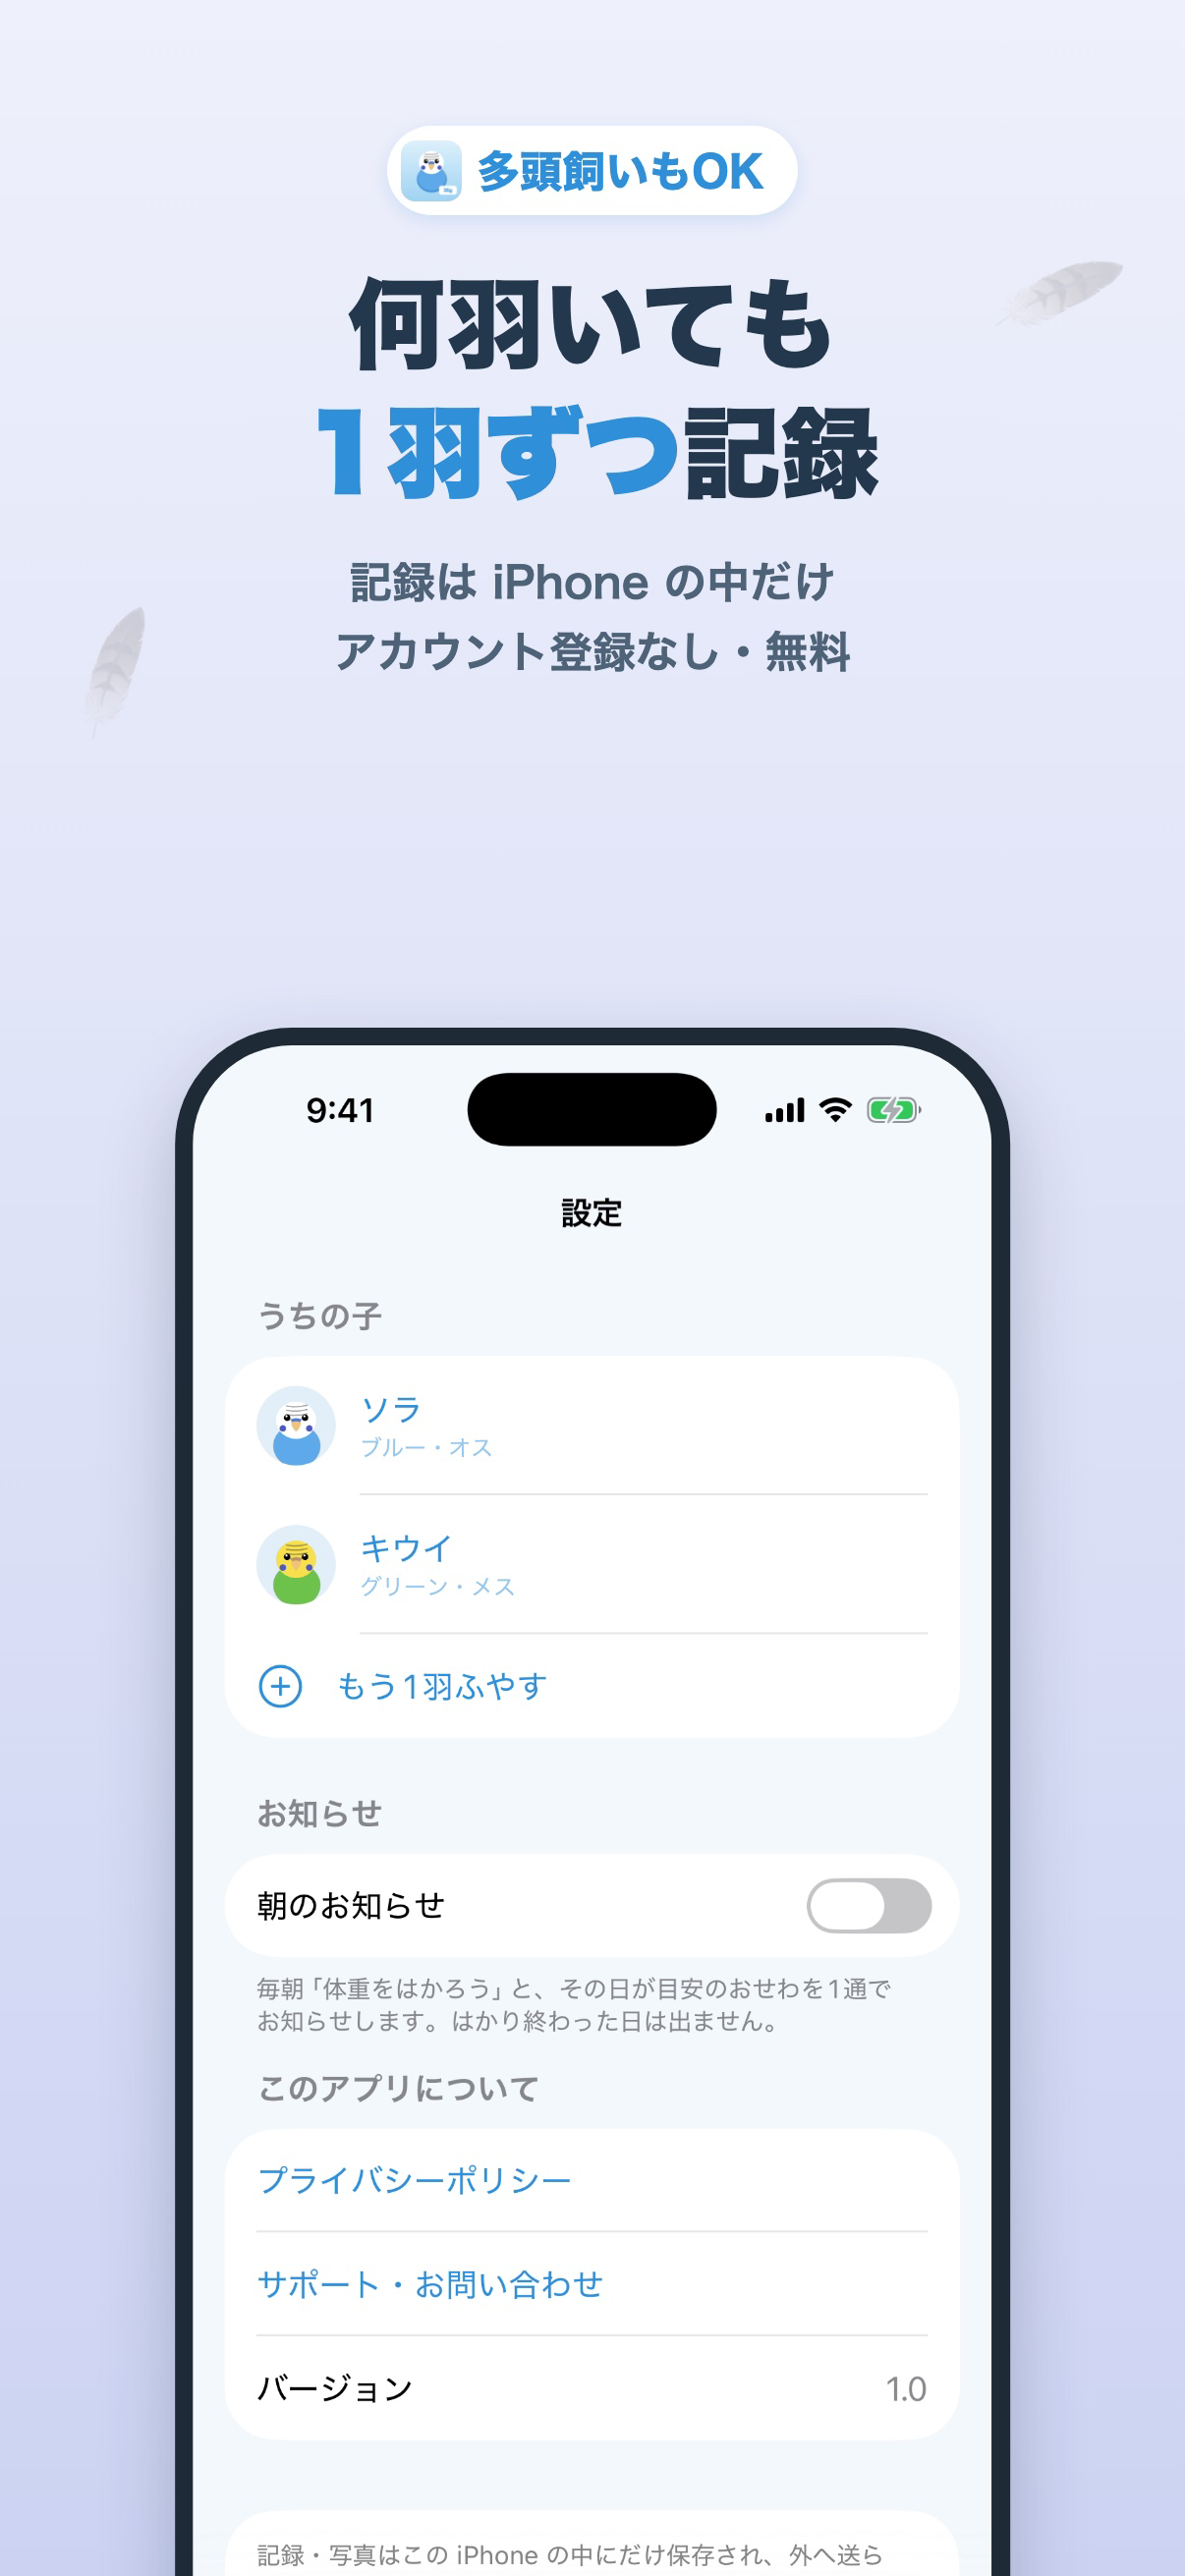 多頭飼いもOK
何羽いても
1羽ずつ記録
記録は iPhone の中だけ
アカウント登録なし・無料
9:41
設定
うちの子
ソラ
ブルー・オス
キウイ
グリーン・メス
もう1羽ふやす
お知らせ
朝のお知らせ
毎朝「体重をはかろう」と、その日が目安のおせわを1通で
お知らせします。はかり終わった日は出ません。
このアプリについて
プライバシーポリシー
サポート・お問い合わせ
バージョン 1.0
記録・写真はこの iPhone の中にだけ保存され、外へ送ら